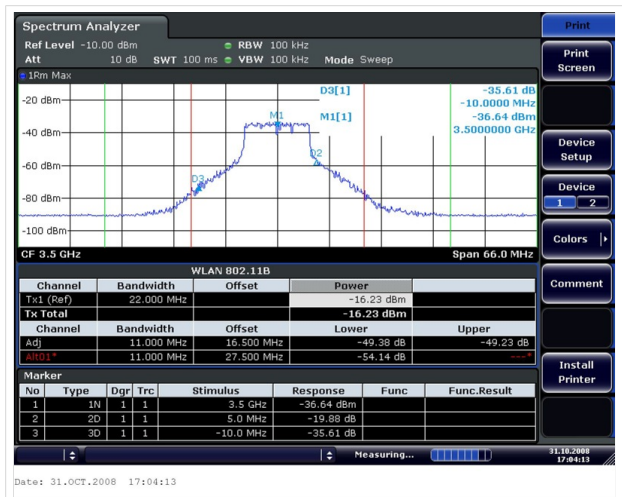 Spectrum Analyzer
Print
Ref Level -10.00 dBm RBW 100 kHz
Att 10 dB SWT 100 ms VBW 100 kHz Mode Sweep
Print Screen
1Rm Max
D3[1] -35.61 dB
-10.0000 MHz
M1[1] -36.64 dBm
3.5000000 GHz
-20 dBm
M1
-40 dBm
Device Setup
D2
-60 dBm
D3
Device
1 2
-80 dBm
-100 dBm
Colors
CF 3.5 GHz Span 66.0 MHz
WLAN 802.11B
Channel Bandwidth Offset Power
Comment
Tx1 (Ref) 22.000 MHz -16.23 dBm
Tx Total -16.23 dBm
Channel Bandwidth Offset Lower Upper
Adj 11.000 MHz 16.500 MHz -49.38 dB -49.23 dB
Alt01* 11.000 MHz 27.500 MHz -54.14 dB ---*
Install Printer
Marker
No Type Dgr Trc Stimulus Response Func Func.Result
1 1N 1 1 3.5 GHz -36.64 dBm
2 2D 1 1 5.0 MHz -19.88 dB
3 3D 1 1 -10.0 MHz -35.61 dB
Measuring... 31.10.2008
17:04:13
Date: 31.OCT.2008 17:04:13